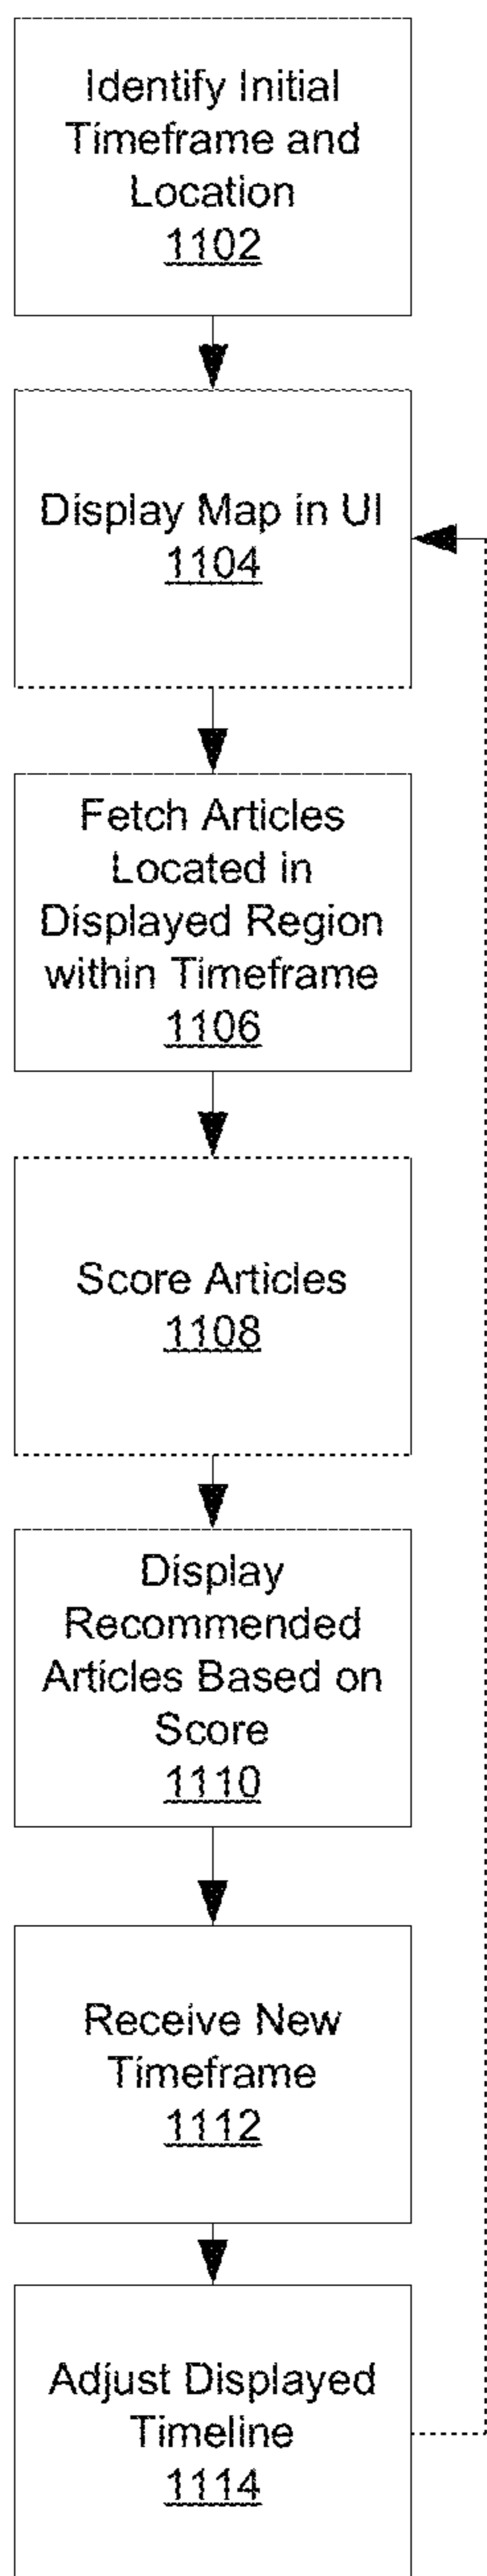 Identify Initial
Timeframe and
Location
1102
Display Map in UI
1104
Fetch Articles
Located in
Displayed Region
within Timeframe
1106
Score Articles
1108
Display
Recommended
Articles Based on
Score
1110
Receive New
Timeframe
1112
Adjust Displayed
Timeline
1114